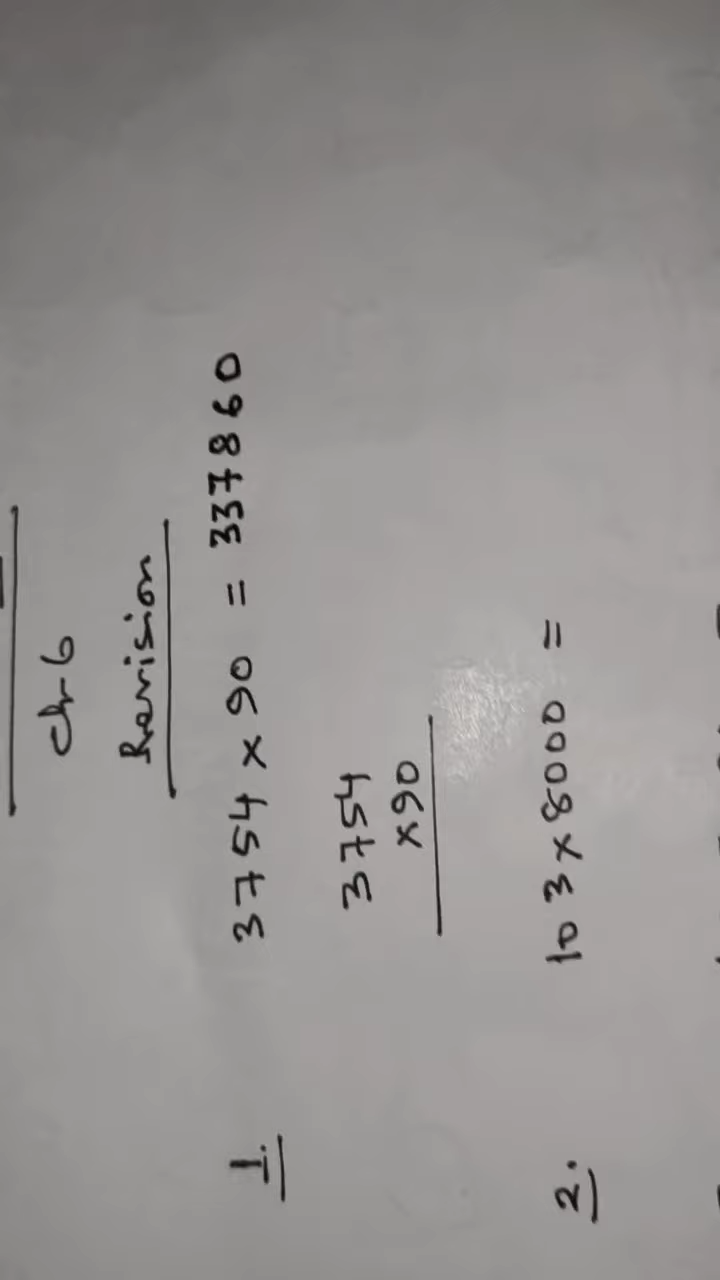 Ch-6
Revision
1. 3754 x 90 = 337860
3754
x90
2. 103 x 8000 =